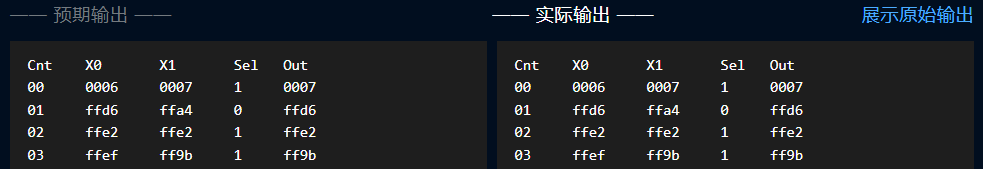 —— 预期输出 ——
—— 实际输出 ——
展示原始输出
Cnt X0 X1 Sel Out
00 0006 0007 1 0007
01 ffd6 ffa4 0 ffd6
02 ffe2 ffe2 1 ffe2
03 ffef ff9b 1 ff9b
Cnt X0 X1 Sel Out
00 0006 0007 1 0007
01 ffd6 ffa4 0 ffd6
02 ffe2 ffe2 1 ffe2
03 ffef ff9b 1 ff9b